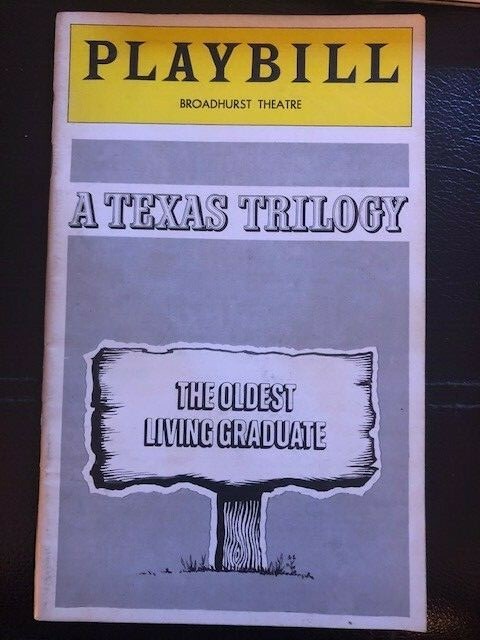 PLAYBILL
BROADHURST THEATRE
A TEXAS TRILOGY
THE OLDEST
LIVING GRADUATE